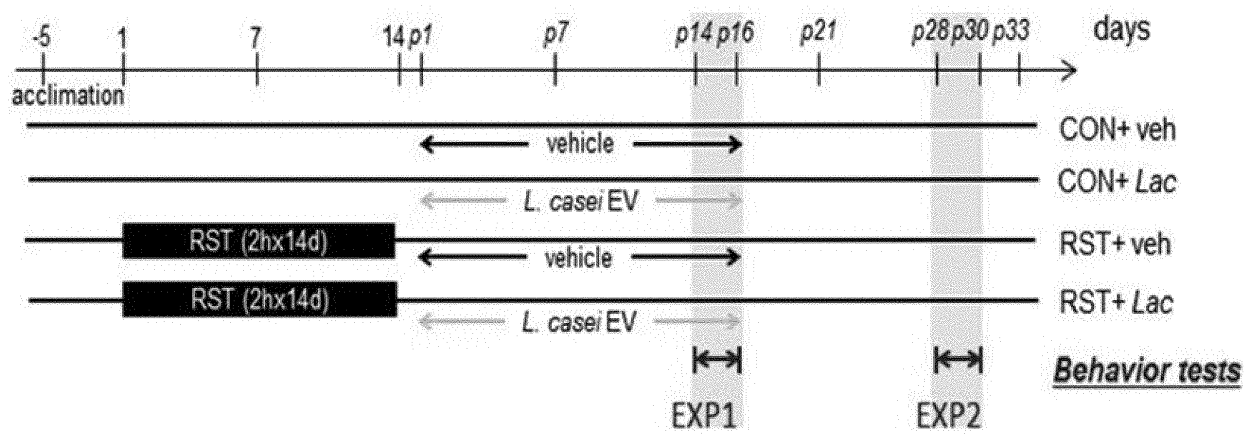 -5 1 7 14 p1 p7 p14 p16 p21 p28 p30 p33 days
acclimation
CON+ veh
vehicle
CON+ Lac
L. casei EV
RST (2hx14d)
RST+ veh
vehicle
RST (2hx14d)
RST+ Lac
L. casei EV
Behavior tests
EXP1 EXP2